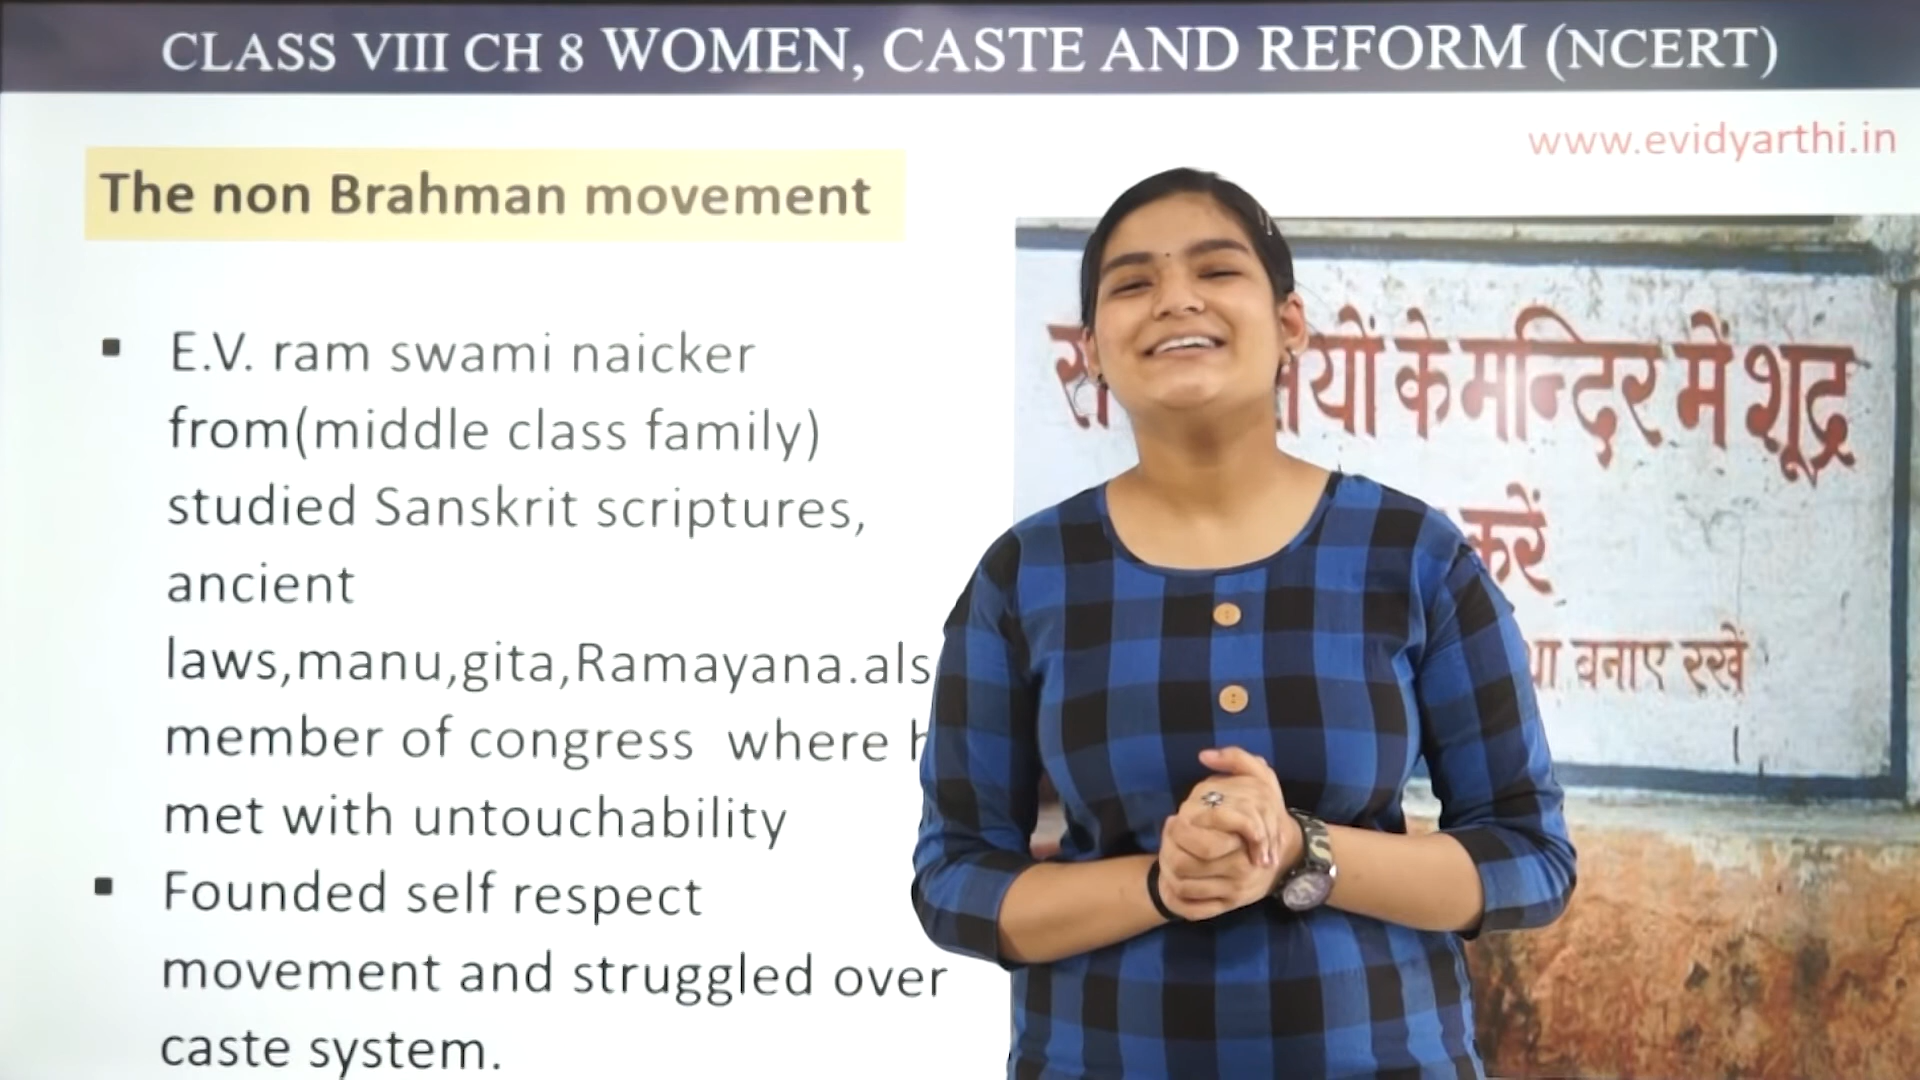 CLASS VIII CH 8 WOMEN, CASTE AND REFORM (NCERT)
www.evidyarthi.in
The non Brahman movement
▪ E.V. ram swami naicker
from(middle class family)
studied Sanskrit scriptures,
ancient
laws,manu,gita,Ramayana.als
member of congress where
met with untouchability
▪ Founded self respect
movement and struggled over
caste system.
के मन्दिर में शूद्र
करें
बनाए रखें